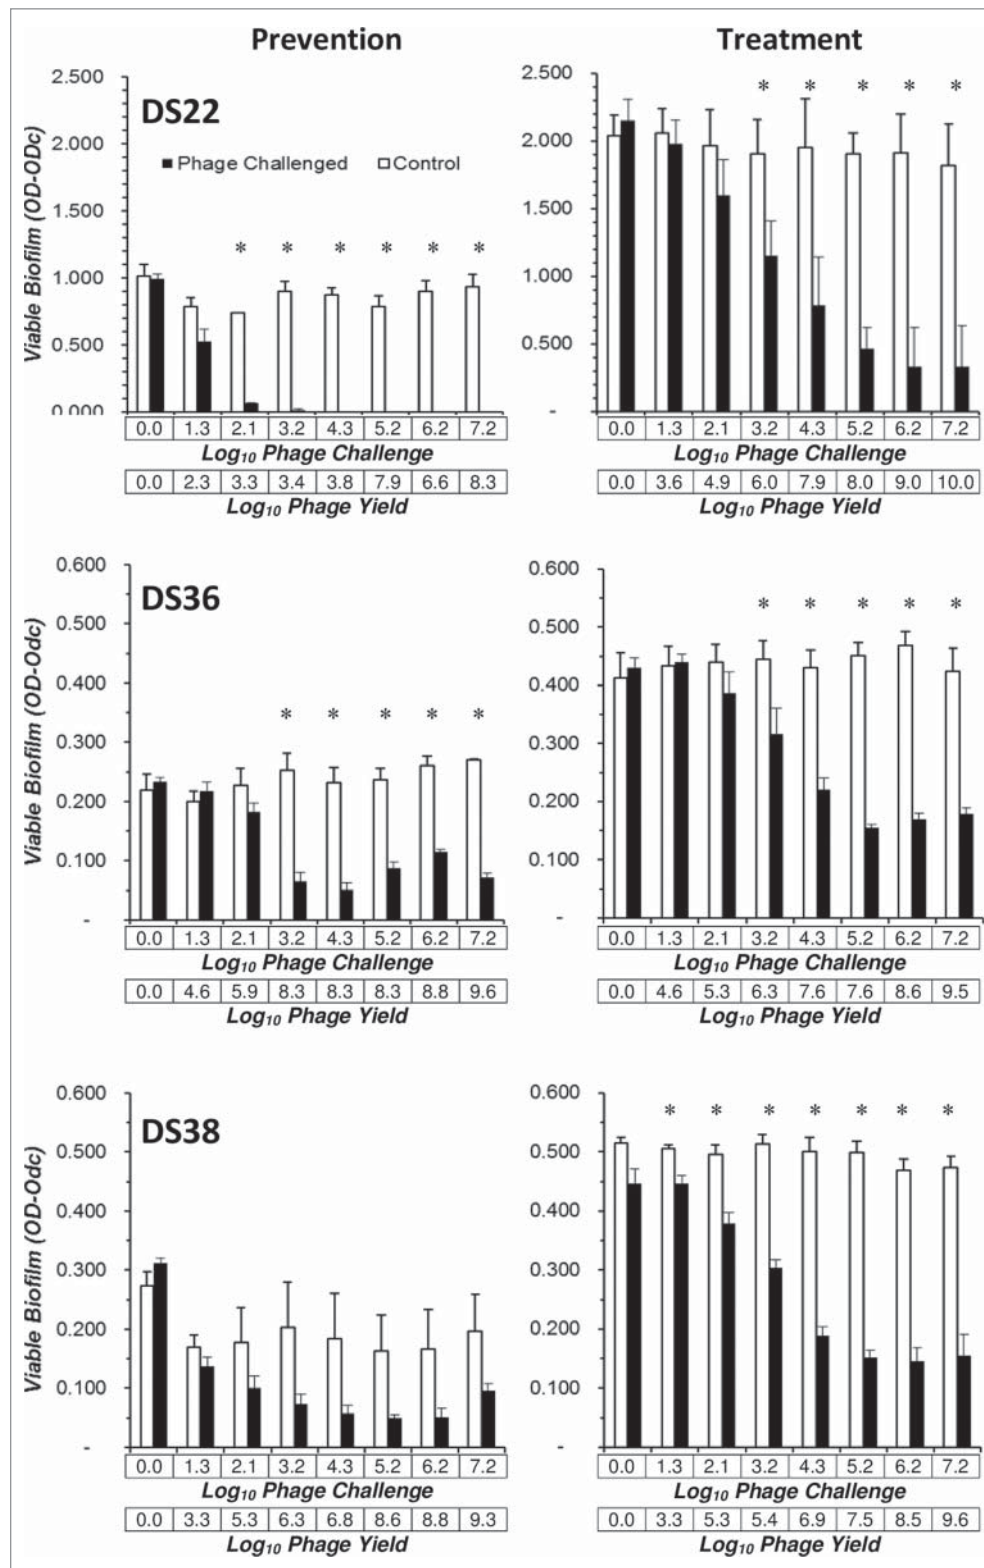 Prevention
Treatment
DS22
Phage Challenged Control
Viable Biofilm (OD-ODc)
2.500
2.000
1.500
1.000
0.500
0.000
* * * * * *
0.0 1.3 2.1 3.2 4.3 5.2 6.2 7.2
Log10 Phage Challenge
0.0 2.3 3.3 3.4 3.8 7.9 6.6 8.3
Log10 Phage Yield
2.500
2.000
1.500
1.000
0.500
-
* * * * *
0.0 1.3 2.1 3.2 4.3 5.2 6.2 7.2
Log10 Phage Challenge
0.0 3.6 4.9 6.0 7.9 8.0 9.0 10.0
Log10 Phage Yield
DS36
Viable Biofilm (OD-Odc)
0.600
0.500
0.400
0.300
0.200
0.100
-
* * * * *
0.0 1.3 2.1 3.2 4.3 5.2 6.2 7.2
Log10 Phage Challenge
0.0 4.6 5.9 8.3 8.3 8.3 8.8 9.6
Log10 Phage Yield
0.600
0.500
0.400
0.300
0.200
0.100
-
* * * * *
0.0 1.3 2.1 3.2 4.3 5.2 6.2 7.2
Log10 Phage Challenge
0.0 4.6 5.3 6.3 7.6 7.6 8.6 9.5
Log10 Phage Yield
DS38
Viable Biofilm (OD-Odc)
0.600
0.500
0.400
0.300
0.200
0.100
-
0.0 1.3 2.1 3.2 4.3 5.2 6.2 7.2
Log10 Phage Challenge
0.0 3.3 5.3 6.3 6.8 8.6 8.8 9.3
Log10 Phage Yield
0.600
0.500
0.400
0.300
0.200
0.100
-
* * * * * * *
0.0 1.3 2.1 3.2 4.3 5.2 6.2 7.2
Log10 Phage Challenge
0.0 3.3 5.3 5.4 6.9 7.5 8.5 9.6
Log10 Phage Yield